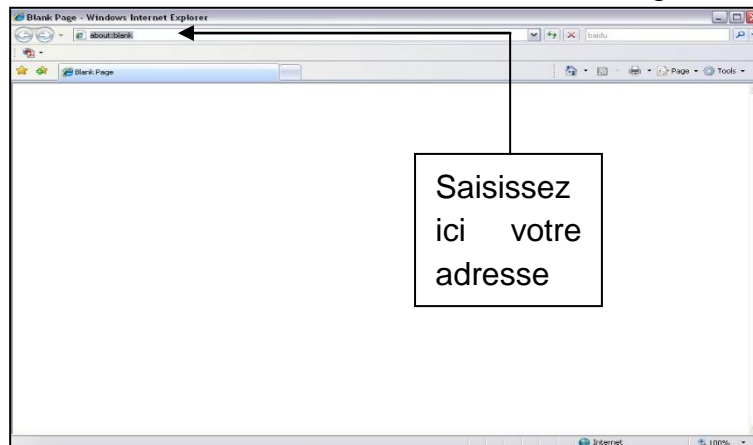 Blank Page - Windows Internet Explorer
about:blank
baidu
Blank Page
Page
Tools
Saisissez
ici votre
adresse
Internet
100%